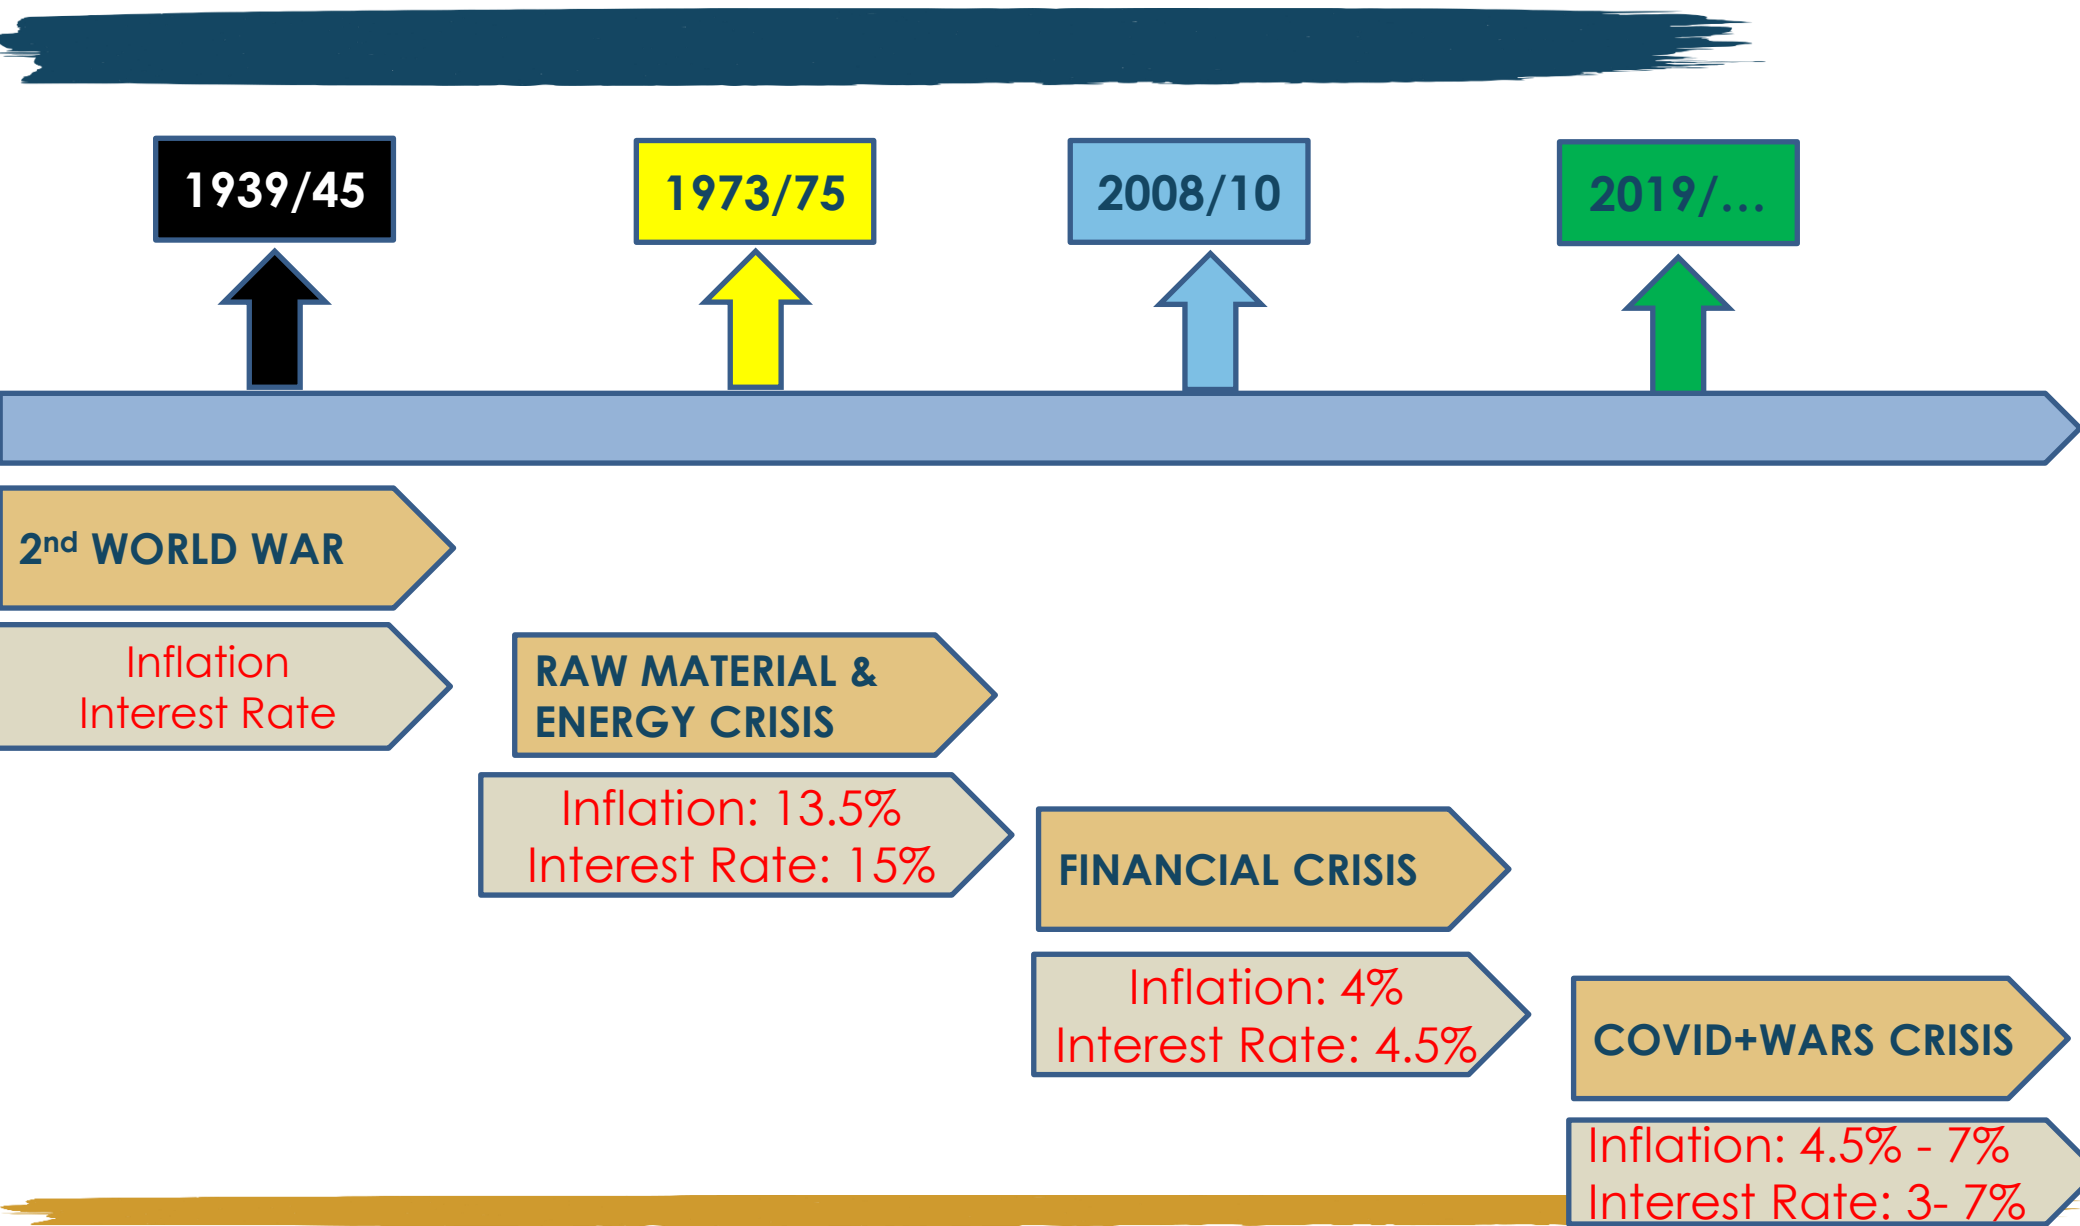 1939/45
1973/75
2008/10
2019/...
2nd WORLD WAR
Inflation
Interest Rate
RAW MATERIAL &
ENERGY CRISIS
Inflation: 13.5%
Interest Rate: 15%
FINANCIAL CRISIS
Inflation: 4%
Interest Rate: 4.5%
COVID+WARS CRISIS
Inflation: 4.5% - 7%
Interest Rate: 3- 7%